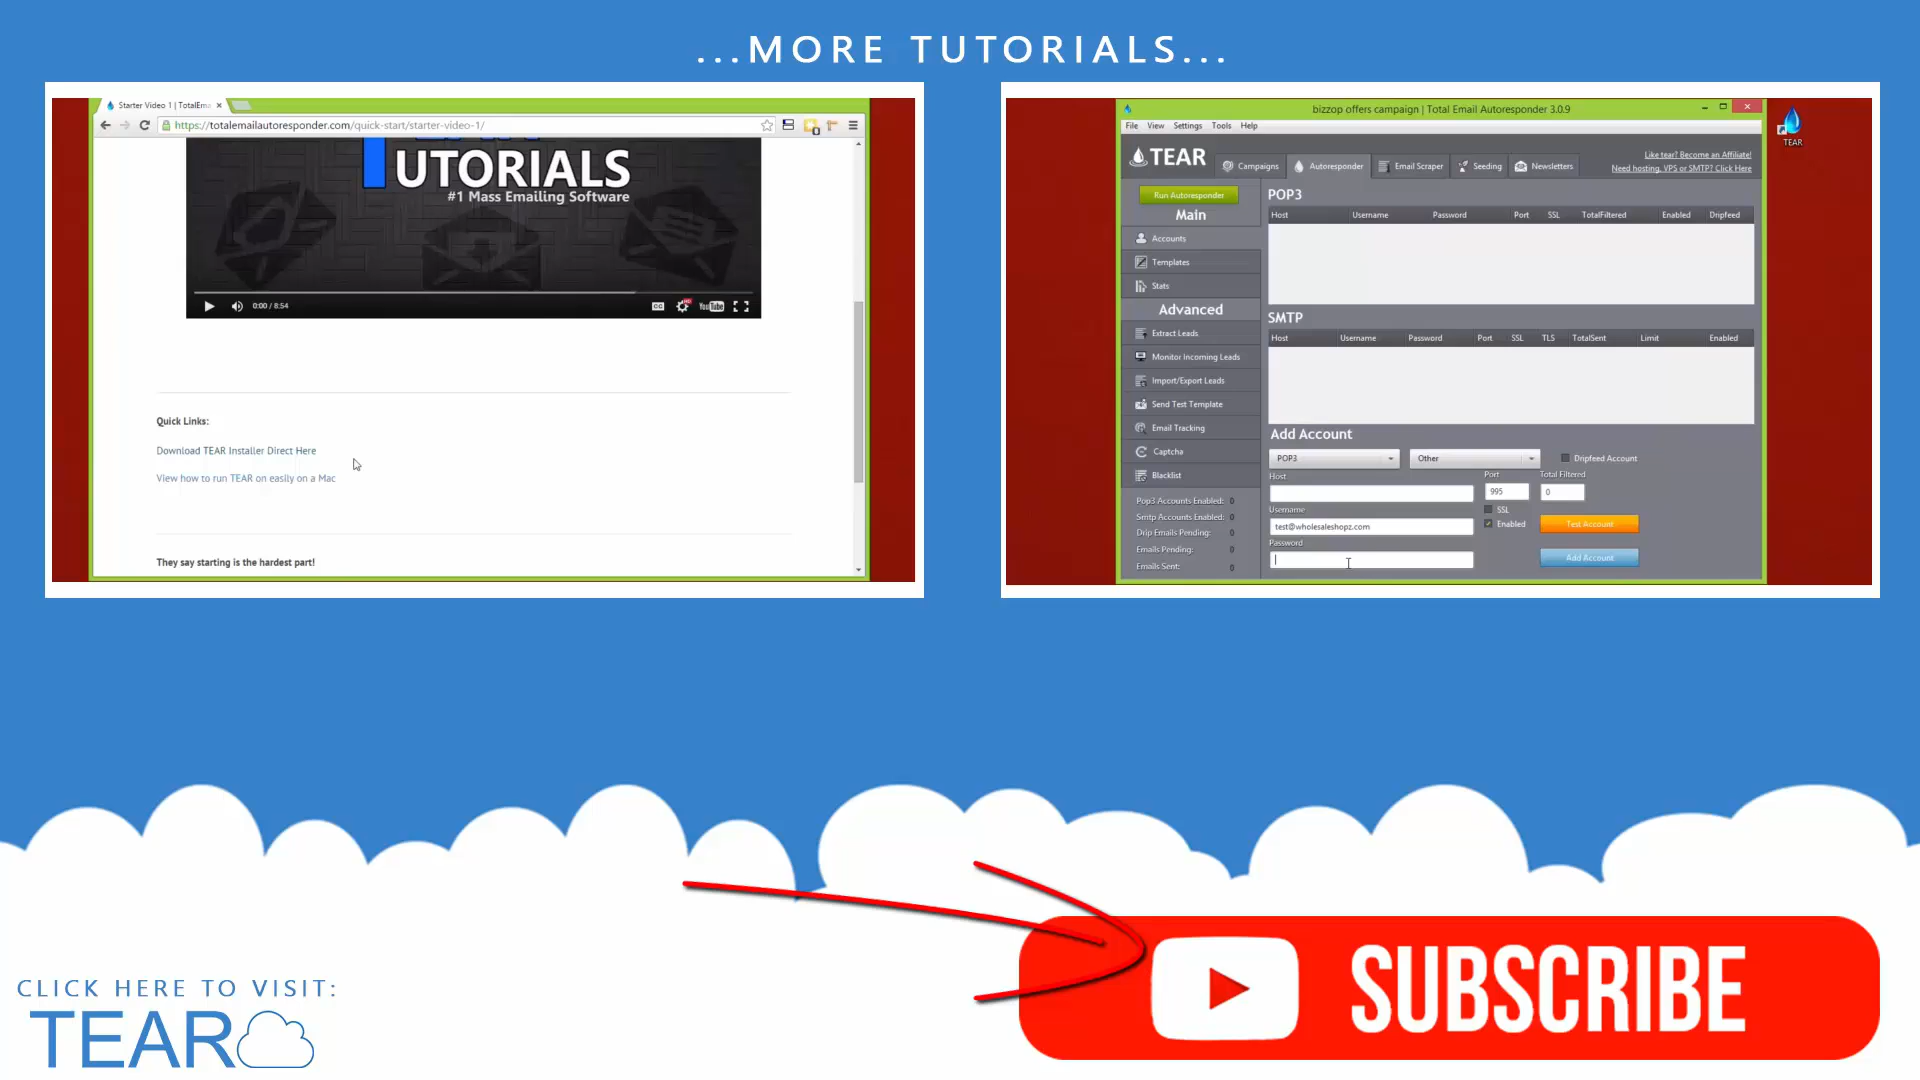 ...MORE TUTORIALS...
Starter Video 1 | TotalEma
https://totalemailautoresponder.com/quick-start/starter-video-1/
UTORIALS
#1 Mass Emailing Software
0:00 / 8:54
CC
HD
YouTube
Quick Links:
Download TEAR Installer Direct Here
View how to run TEAR on easily on a Mac
They say starting is the hardest part!
bizzop offers campaign | Total Email Autoresponder 3.0.9
TEAR
File View Settings Tools Help
TEAR
Campaigns
Autoresponder
Email Scraper
Seeding
Newsletters
Like tear? Become an Affiliate!
Need hosting, VPS or SMTP? Click Here
Run Autoresponder
Main
Accounts
Templates
Stats
Advanced
Extract Leads
Monitor Incoming Leads
Import/Export Leads
Send Test Template
Email Tracking
Captcha
Blacklist
Pop3 Accounts Enabled: 0
Smtp Accounts Enabled: 0
Drip Emails Pending: 0
Emails Pending: 0
Emails Sent: 0
POP3
Host Username Password Port SSL TotalFiltered Enabled Dripfeed
SMTP
Host Username Password Port SSL TLS TotalSent Limit Enabled
Add Account
POP3
Other
Dripfeed Account
Host
Port
Total Filtered
995
0
Username
SSL
test@wholesaleshopz.com
Enabled
Test Account
Password
Add Account
CLICK HERE TO VISIT:
TEAR
SUBSCRIBE